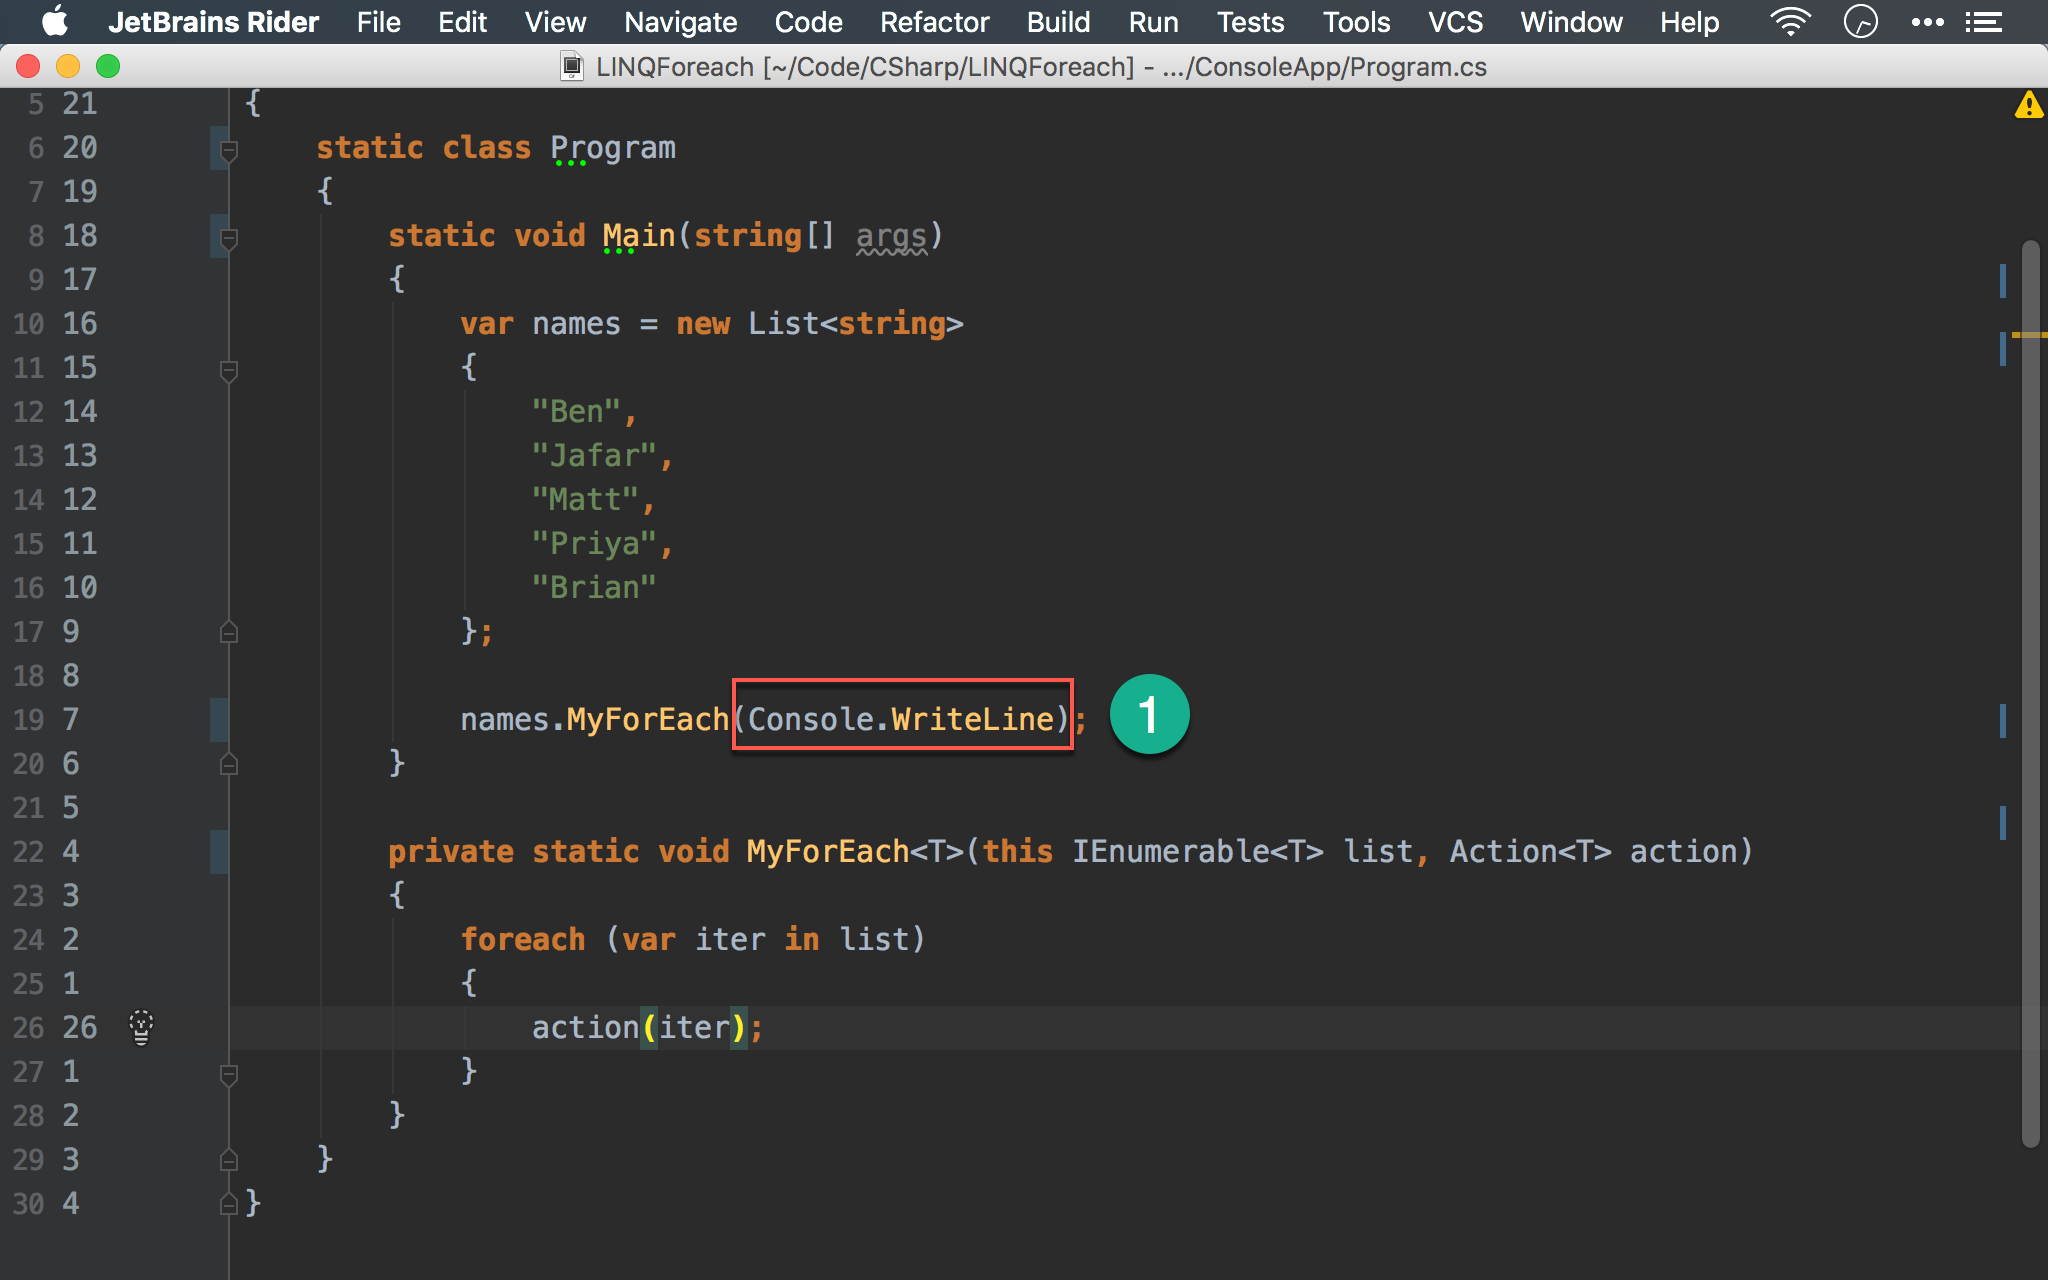 JetBrains Rider File Edit View Navigate Code Refactor Build Run Tests Tools VCS Window Help
LINQForeach [~/Code/CSharp/LINQForeach] - .../ConsoleApp/Program.cs
5 21 {
6 20 static class Program
7 19 {
8 18 static void Main(string[] args)
9 17 {
10 16 var names = new List<string>
11 15 {
12 14 "Ben",
13 13 "Jafar",
14 12 "Matt",
15 11 "Priya",
16 10 "Brian"
17 9 };
18 8
19 7 names.MyForEach(Console.WriteLine); 1
20 6 }
21 5
22 4 private static void MyForEach<T>(this IEnumerable<T> list, Action<T> action)
23 3 {
24 2 foreach (var iter in list)
25 1 {
26 26 action(iter);
27 1 }
28 2 }
29 3 }
30 4 }